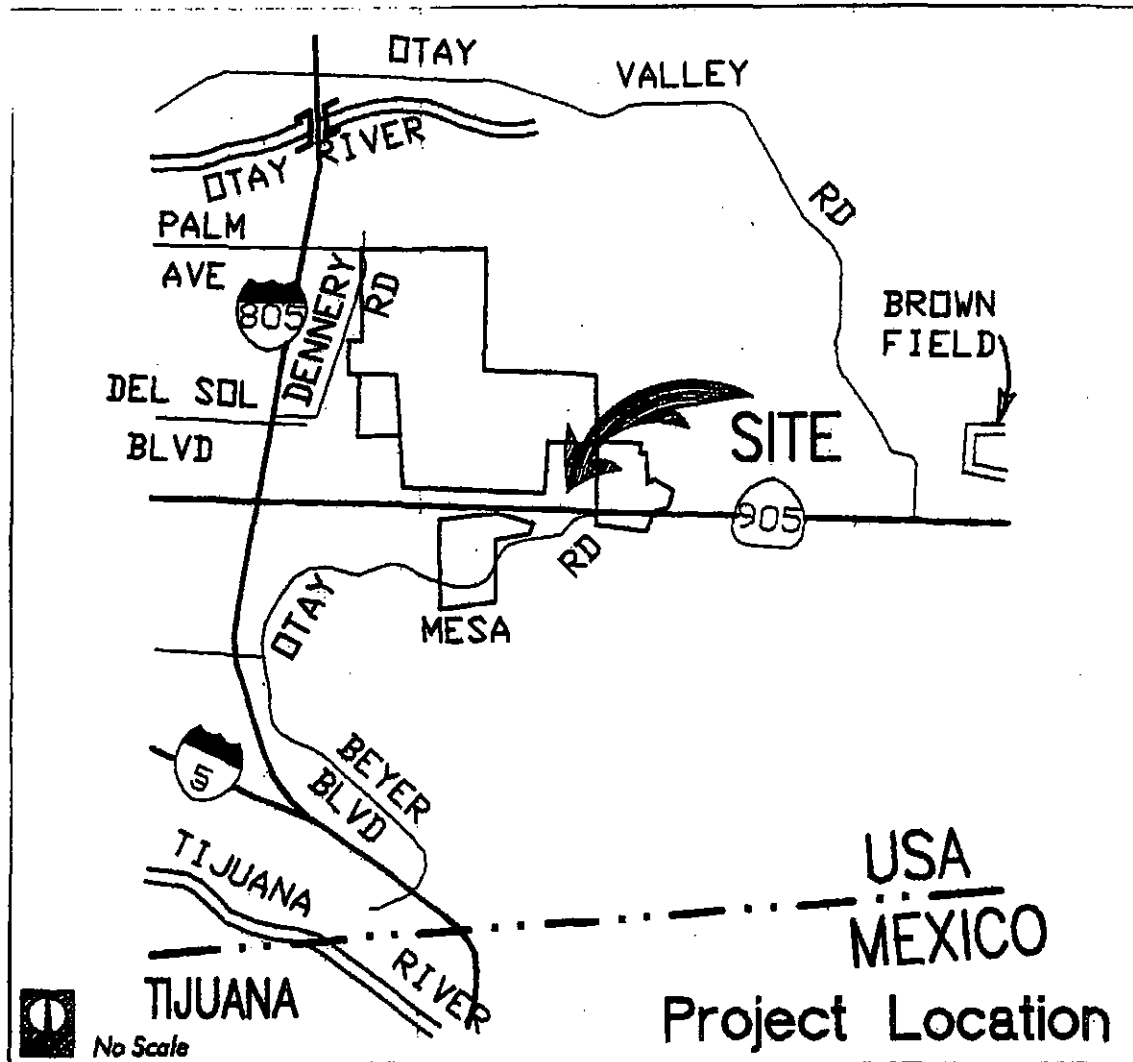 OTAY
VALLEY
RD
OTAY RIVER
PALM
AVE
805
DENNERY
RD
BROWN
FIELD
DEL SOL
BLVD
SITE
905
OTAY
MESA
RD
5
BEYER
BLVD
TIJUANA
RIVER
USA
MEXICO
TIJUANA
Project Location
No Scale